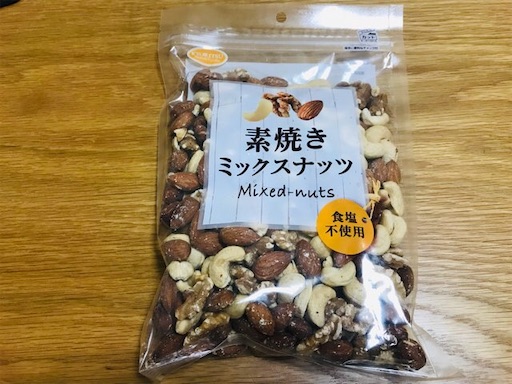 素焼き
ミックスナッツ
Mixed-nuts
食塩
不使用